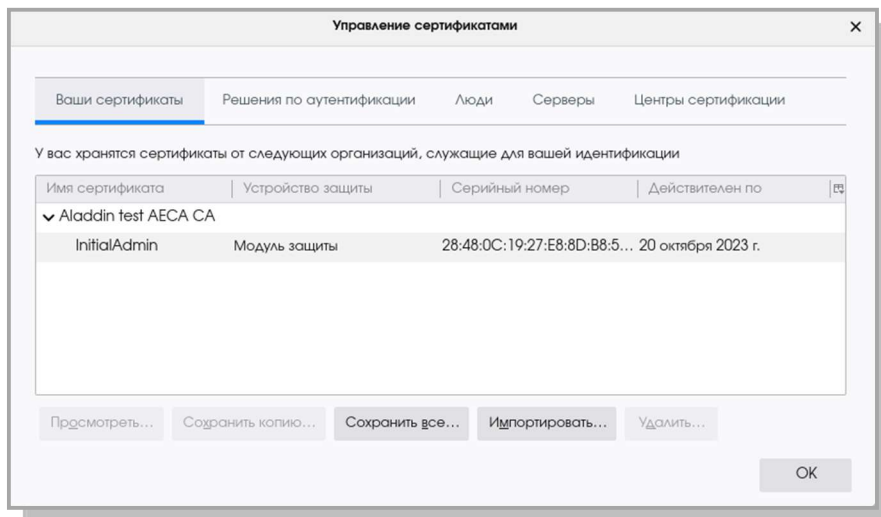 Управление сертификатами
Ваши сертификаты Решения по аутентификации Люди Серверы Центры сертификации
У вас хранятся сертификаты от следующих организаций, служащие для вашей идентификации
Имя сертификата Устройство защиты Серийный номер Действителен по
Aladdin test AECA CA
InitialAdmin Модуль защиты 28:48:0C:19:27:E8:8D:B8:5... 20 октября 2023 г.
Просмотреть... Сохранить копию... Сохранить все... Импортировать... Удалить...
OK